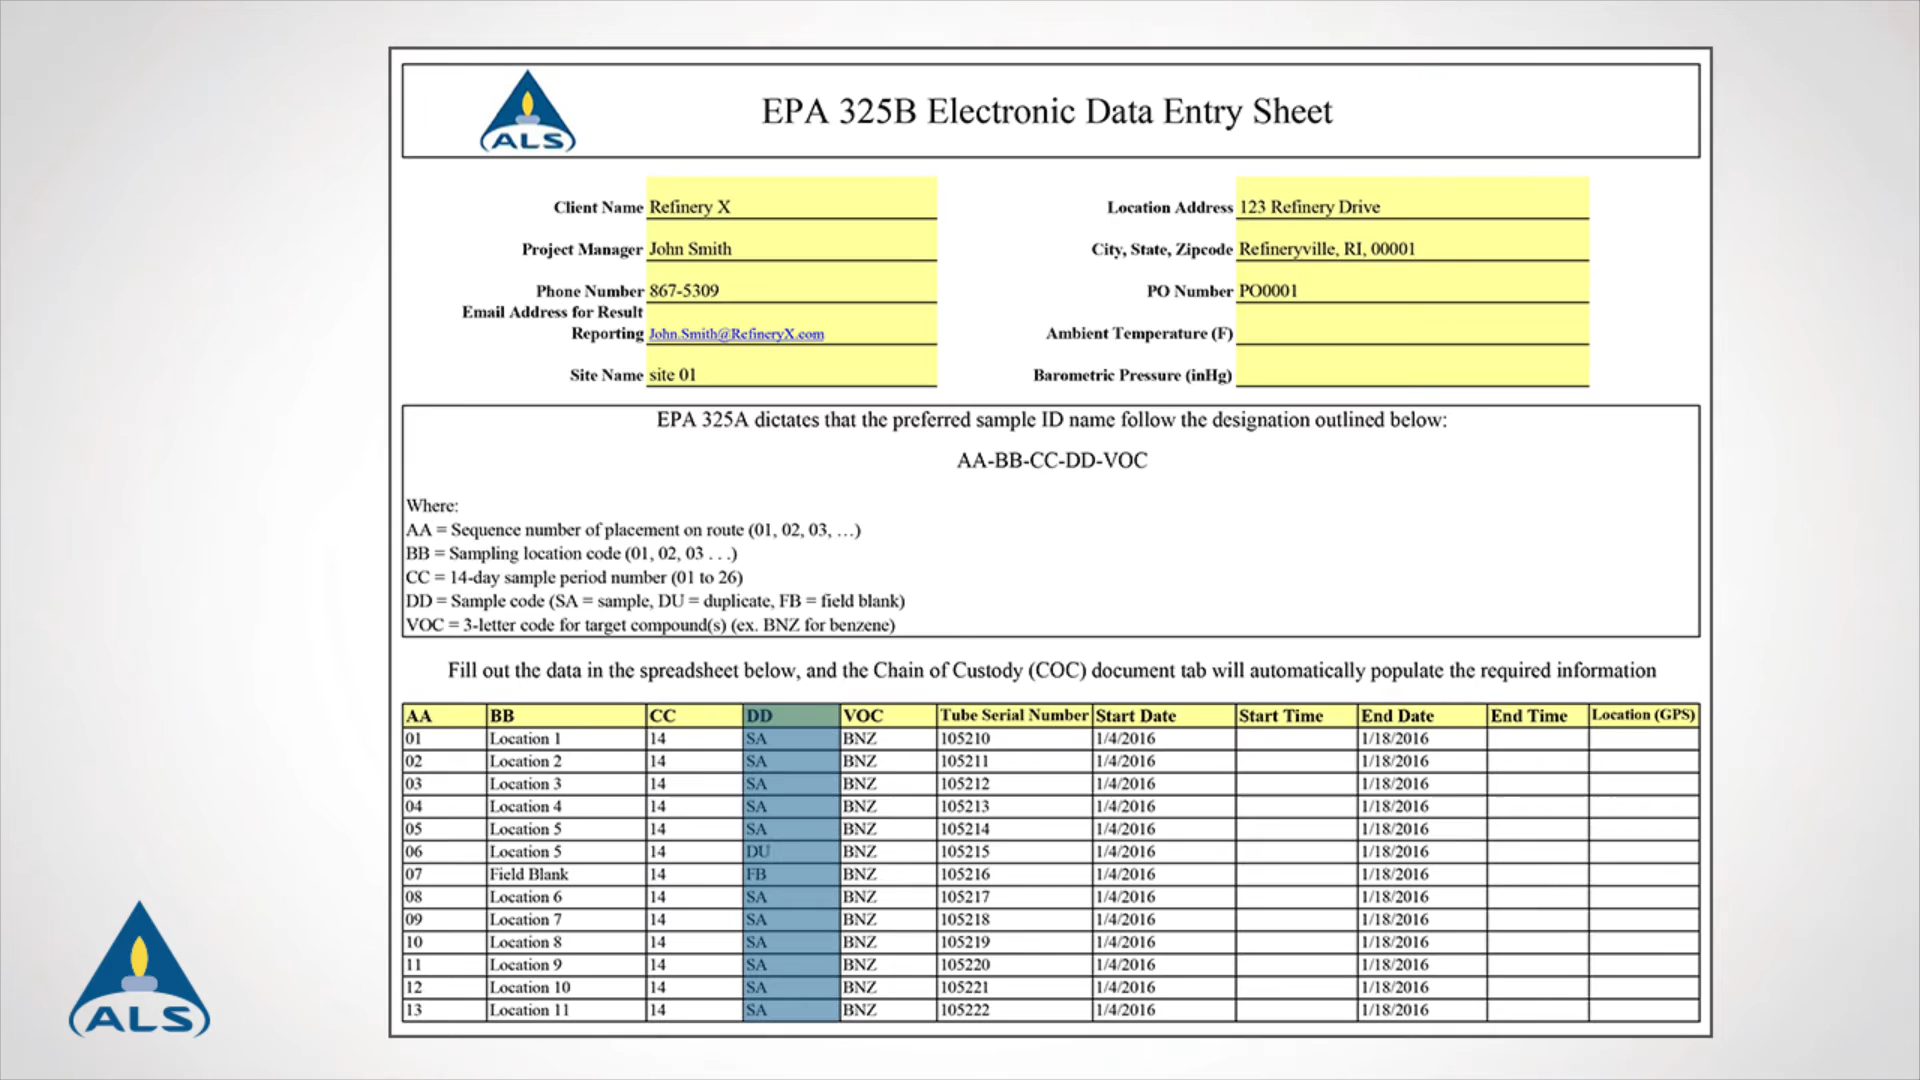 ALS
EPA 325B Electronic Data Entry Sheet
Client Name Refinery X
Location Address 123 Refinery Drive
Project Manager John Smith
City, State, Zipcode Refineryville, RI, 00001
Phone Number 867-5309
PO Number PO0001
Email Address for Result
Reporting John.Smith@RefineryX.com
Ambient Temperature (F)
Site Name site 01
Barometric Pressure (inHg)
EPA 325A dictates that the preferred sample ID name follow the designation outlined below:
AA-BB-CC-DD-VOC
Where:
AA = Sequence number of placement on route (01, 02, 03, …)
BB = Sampling location code (01, 02, 03 . . .)
CC = 14-day sample period number (01 to 26)
DD = Sample code (SA = sample, DU = duplicate, FB = field blank)
VOC = 3-letter code for target compound(s) (ex. BNZ for benzene)
Fill out the data in the spreadsheet below, and the Chain of Custody (COC) document tab will automatically populate the required information
AA BB CC DD VOC Tube Serial Number Start Date Start Time End Date End Time Location (GPS)
01 Location 1 14 SA BNZ 105210 1/4/2016 1/18/2016
02 Location 2 14 SA BNZ 105211 1/4/2016 1/18/2016
03 Location 3 14 SA BNZ 105212 1/4/2016 1/18/2016
04 Location 4 14 SA BNZ 105213 1/4/2016 1/18/2016
05 Location 5 14 SA BNZ 105214 1/4/2016 1/18/2016
06 Location 5 14 DU BNZ 105215 1/4/2016 1/18/2016
07 Field Blank 14 FB BNZ 105216 1/4/2016 1/18/2016
08 Location 6 14 SA BNZ 105217 1/4/2016 1/18/2016
09 Location 7 14 SA BNZ 105218 1/4/2016 1/18/2016
10 Location 8 14 SA BNZ 105219 1/4/2016 1/18/2016
11 Location 9 14 SA BNZ 105220 1/4/2016 1/18/2016
12 Location 10 14 SA BNZ 105221 1/4/2016 1/18/2016
13 Location 11 14 SA BNZ 105222 1/4/2016 1/18/2016
ALS